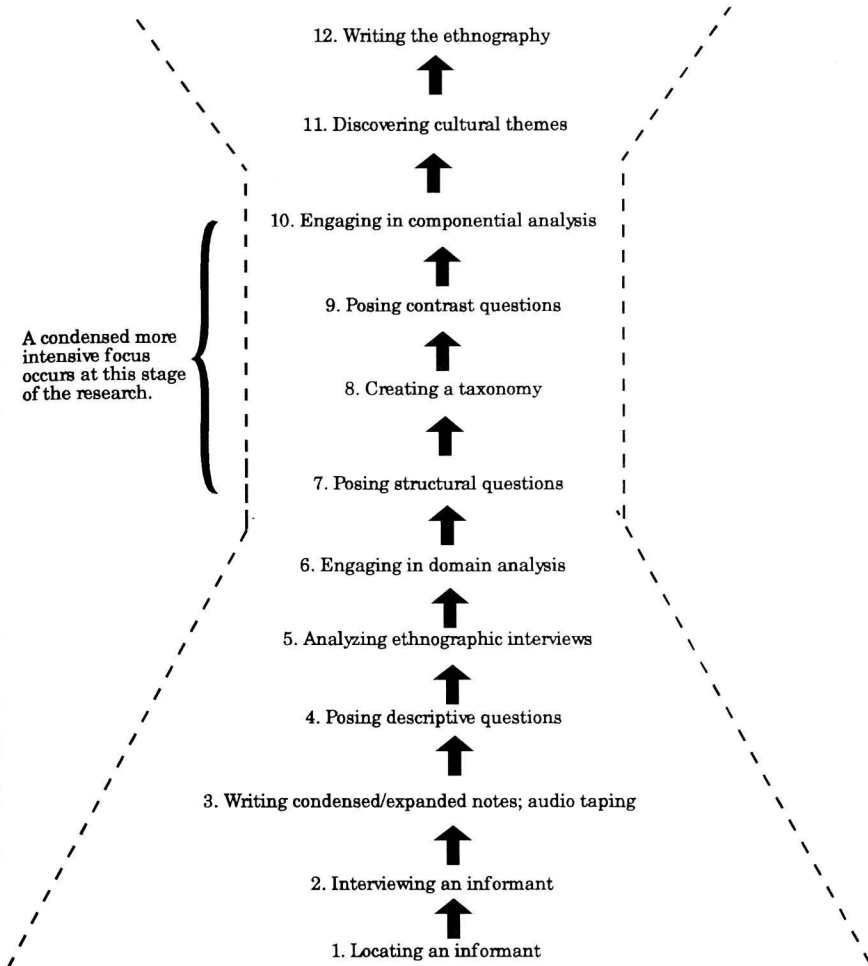 12. Writing the ethnography
11. Discovering cultural themes
10. Engaging in componential analysis
9. Posing contrast questions
A condensed more
intensive focus
occurs at this stage
of the research.
8. Creating a taxonomy
7. Posing structural questions
6. Engaging in domain analysis
5. Analyzing ethnographic interviews
4. Posing descriptive questions
3. Writing condensed/expanded notes; audio taping
2. Interviewing an informant
1. Locating an informant